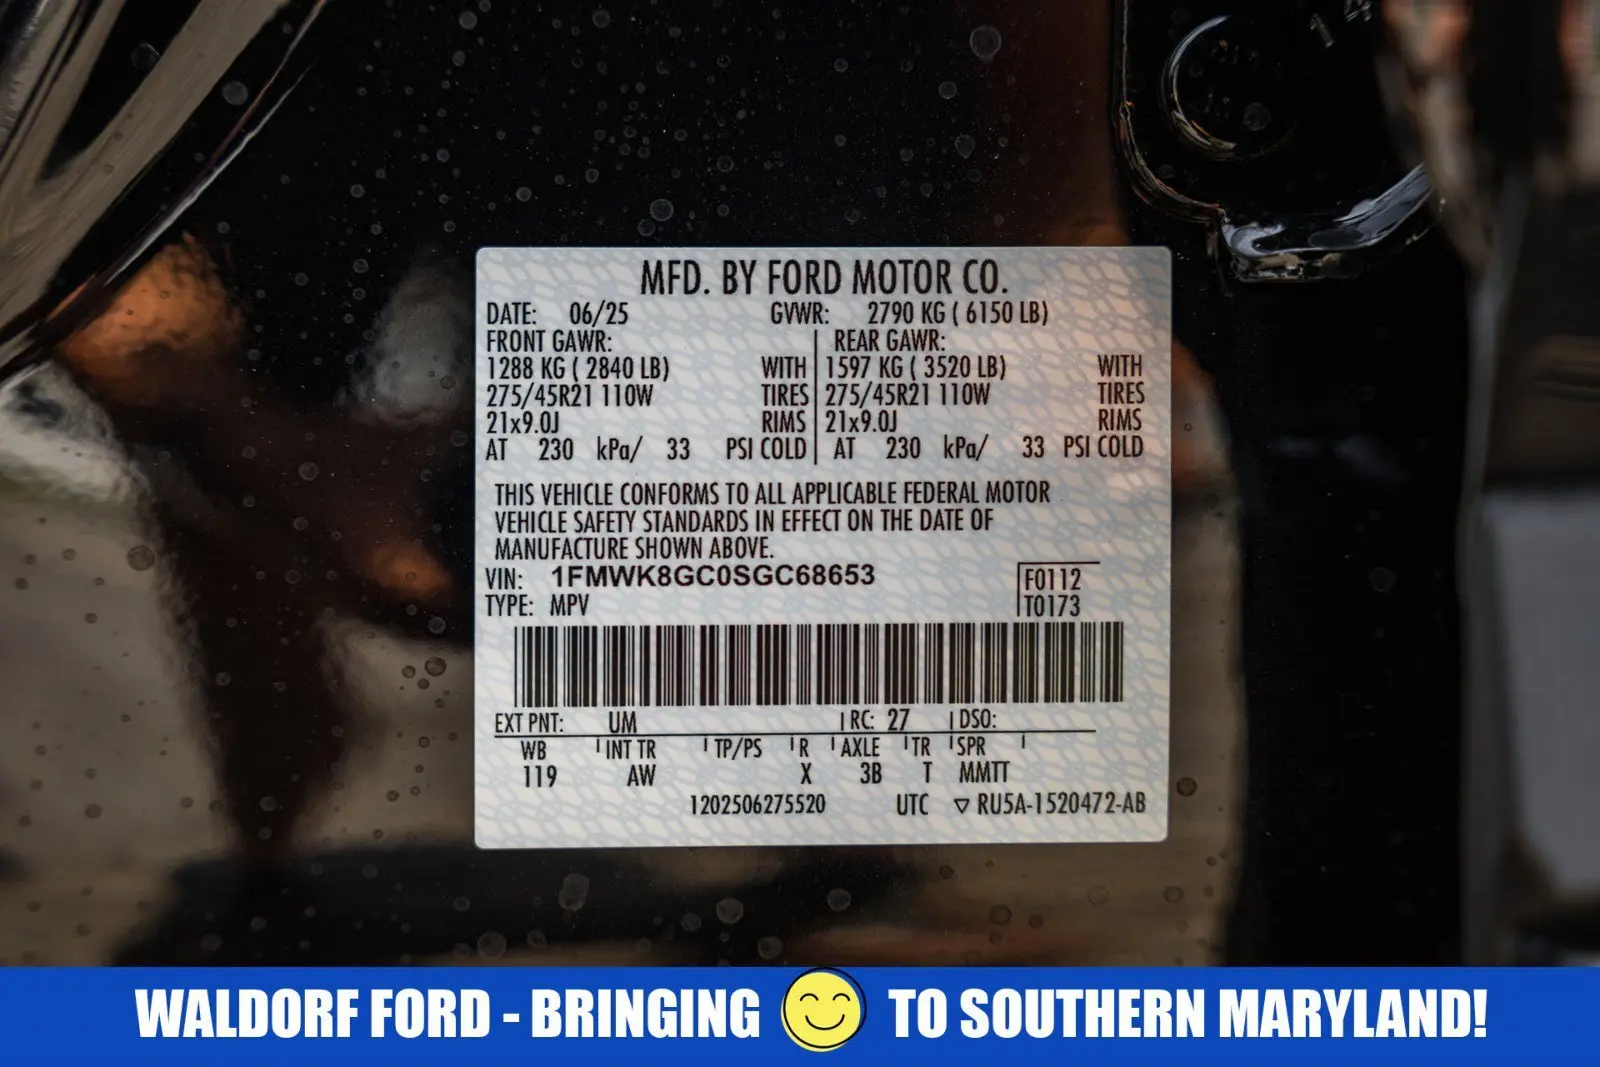 14
MFD. BY FORD MOTOR CO.
DATE: 06/25 GVWR: 2790 KG ( 6150 LB)
FRONT GAWR: REAR GAWR:
1288 KG ( 2840 LB) WITH 1597 KG ( 3520 LB) WITH
275/45R21 110W TIRES 275/45R21 110W TIRES
21x9.0J RIMS 21x9.0J RIMS
AT 230 kPa/ 33 PSI COLD AT 230 kPa/ 33 PSI COLD
THIS VEHICLE CONFORMS TO ALL APPLICABLE FEDERAL MOTOR
VEHICLE SAFETY STANDARDS IN EFFECT ON THE DATE OF
MANUFACTURE SHOWN ABOVE.
VIN: 1FMWK8GC0SGC68653 F0112
TYPE: MPV T0173
EXT PNT: UM RC: 27 DSO:
WB INT TR TP/PS R AXLE TR SPR
119 AW X 3B T MMTT
1202506275520 UTC ▽ RU5A-1520472-AB
WALDORF FORD - BRINGING TO SOUTHERN MARYLAND!